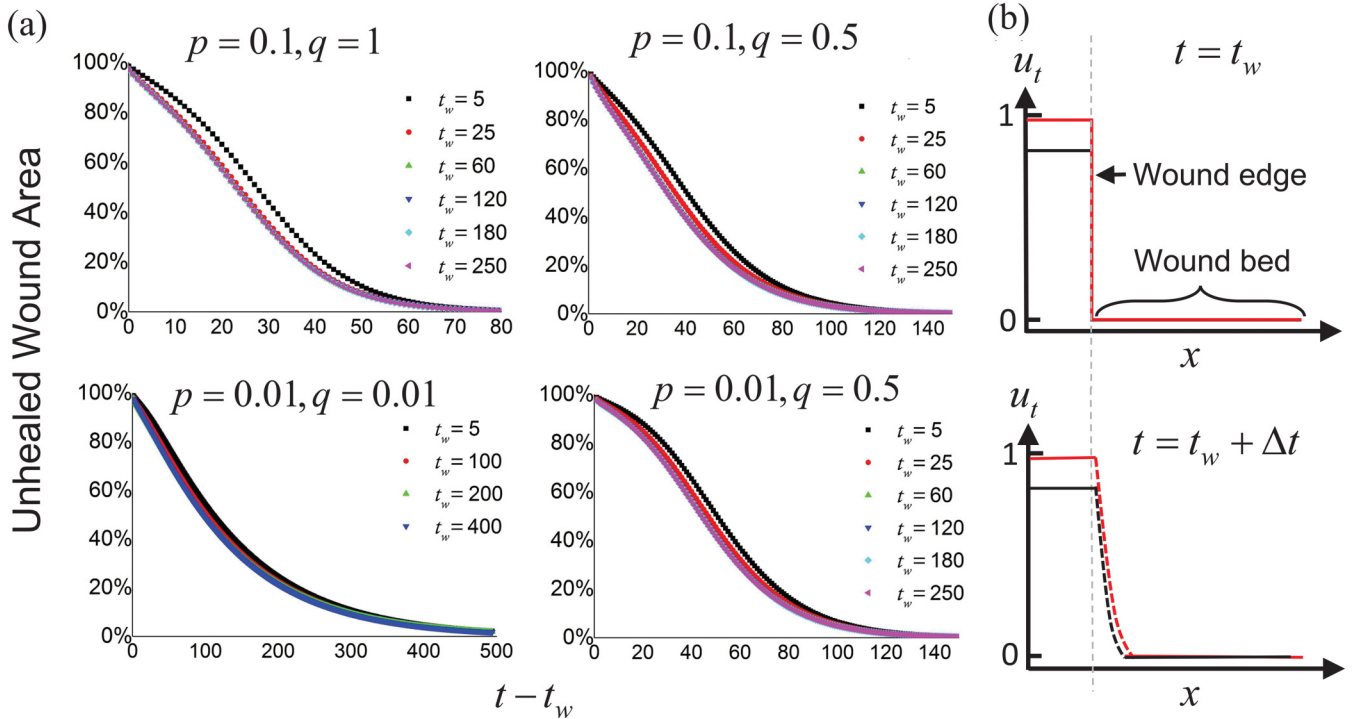 (a)
Unhealed Wound Area
p = 0.1, q = 1
100%
80%
60%
40%
20%
0%
0 10 20 30 40 50 60 70 80
t_w = 5
t_w = 25
t_w = 60
t_w = 120
t_w = 180
t_w = 250
p = 0.1, q = 0.5
100%
80%
60%
40%
20%
0%
0 20 40 60 80 100 120 140
t_w = 5
t_w = 25
t_w = 60
t_w = 120
t_w = 180
t_w = 250
p = 0.01, q = 0.01
100%
80%
60%
40%
20%
0%
0 100 200 300 400 500
t_w = 5
t_w = 100
t_w = 200
t_w = 400
p = 0.01, q = 0.5
100%
80%
60%
40%
20%
0%
0 20 40 60 80 100 120 140
t_w = 5
t_w = 25
t_w = 60
t_w = 120
t_w = 180
t_w = 250
t − t_w
(b)
u_t
t = t_w
1
Wound edge
Wound bed
0
x
u_t
t = t_w + Δt
1
0
x